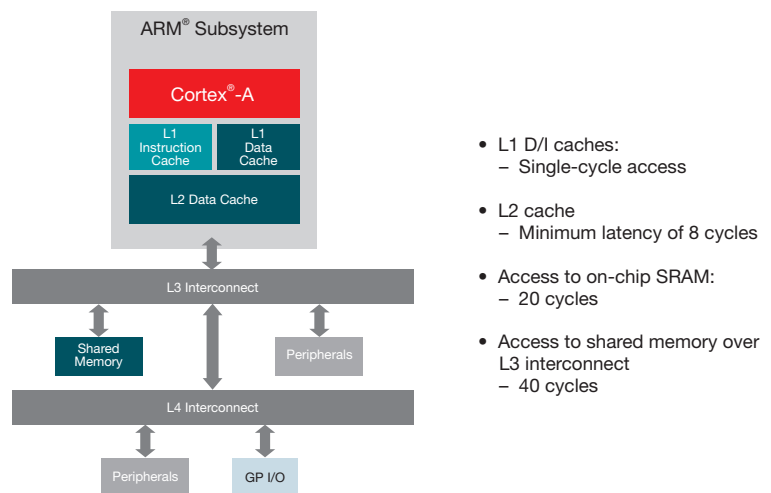 ARM® Subsystem
Cortex®-A
L1
Instruction
Cache
L1
Data
Cache
L2 Data Cache
L3 Interconnect
Shared
Memory
Peripherals
L4 Interconnect
Peripherals
GP I/O
• L1 D/I caches:
– Single-cycle access
• L2 cache
– Minimum latency of 8 cycles
• Access to on-chip SRAM:
– 20 cycles
• Access to shared memory over
L3 interconnect
– 40 cycles